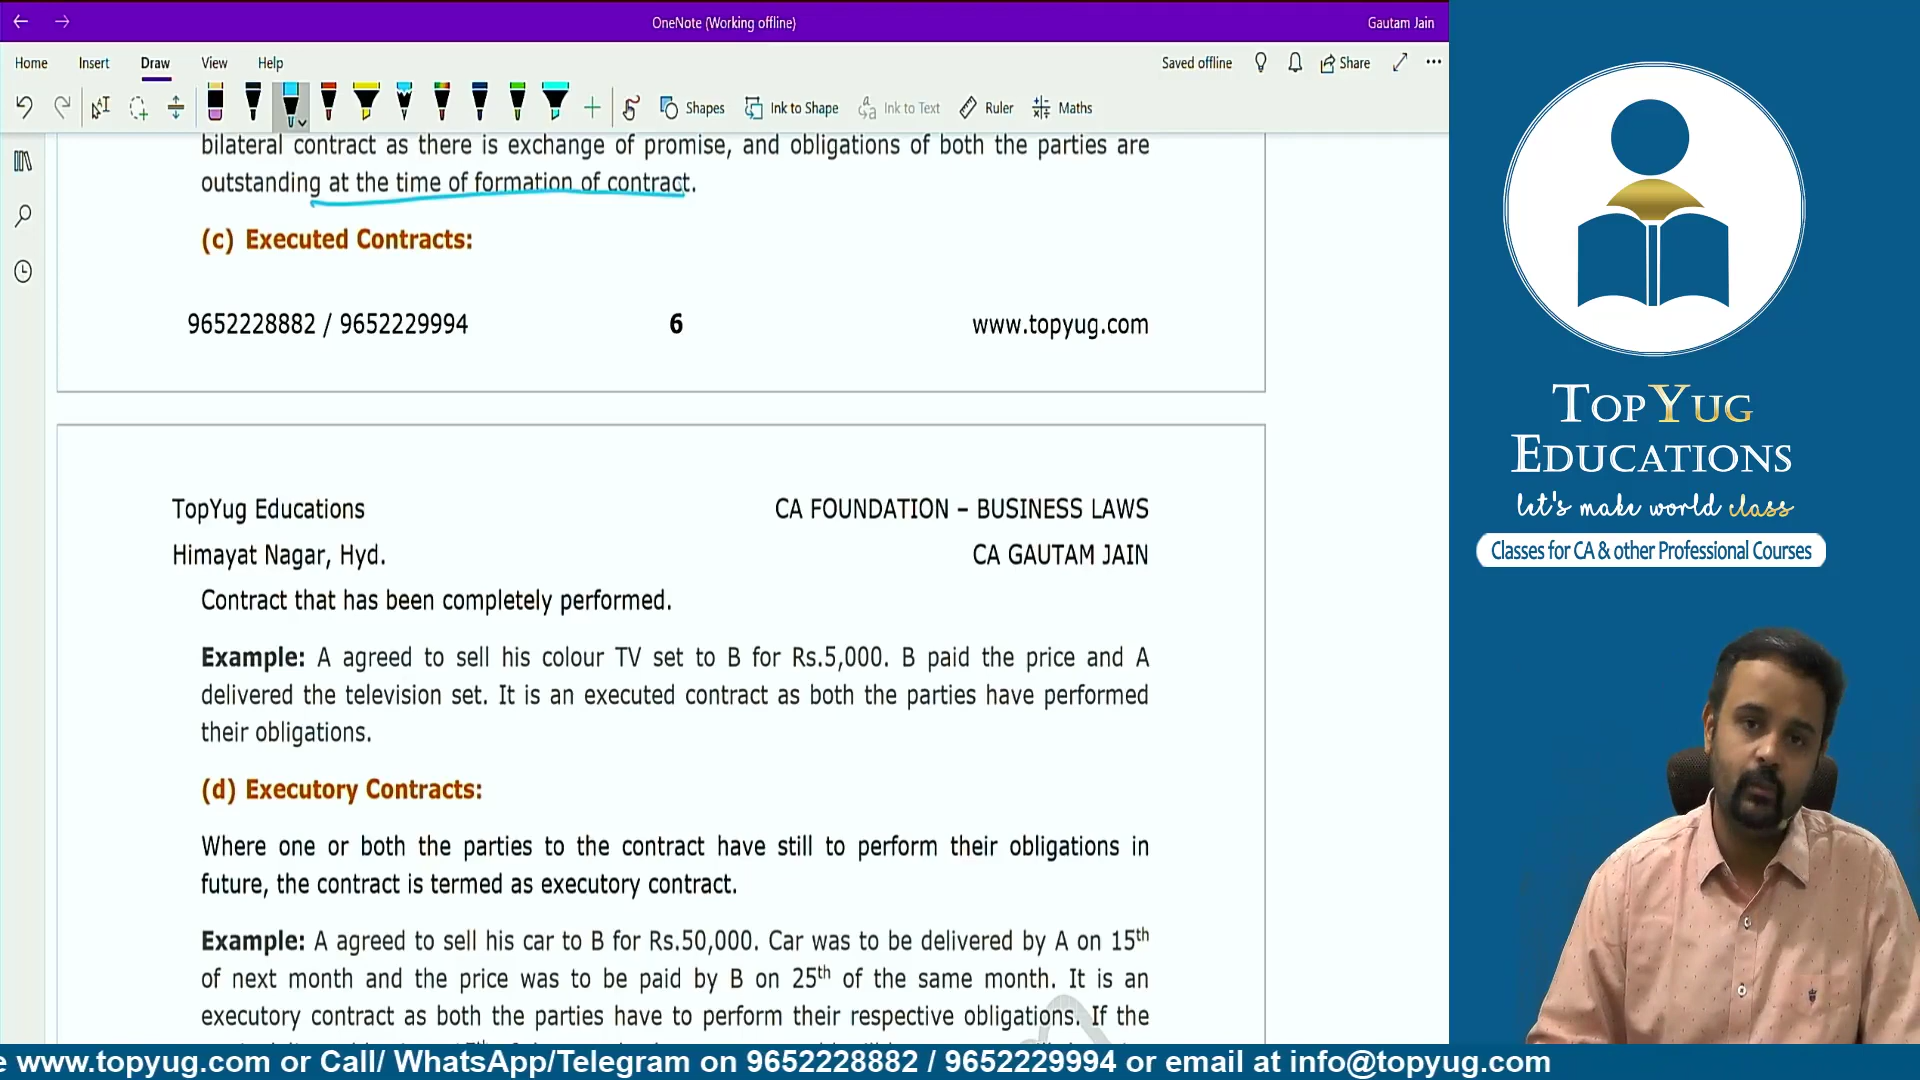 OneNote (Working offline)
Gautam Jain
Home Insert Draw View Help
Saved offline
Share
Shapes
Ink to Shape
Ink to Text
Ruler
Maths
bilateral contract as there is exchange of promise, and obligations of both the parties are
outstanding at the time of formation of contract.
(c) Executed Contracts:
9652228882 / 9652229994 6 www.topyug.com
TopYug Educations CA FOUNDATION – BUSINESS LAWS
Himayat Nagar, Hyd. CA GAUTAM JAIN
Contract that has been completely performed.
Example: A agreed to sell his colour TV set to B for Rs.5,000. B paid the price and A
delivered the television set. It is an executed contract as both the parties have performed
their obligations.
(d) Executory Contracts:
Where one or both the parties to the contract have still to perform their obligations in
future, the contract is termed as executory contract.
Example: A agreed to sell his car to B for Rs.50,000. Car was to be delivered by A on 15th
of next month and the price was to be paid by B on 25th of the same month. It is an
executory contract as both the parties have to perform their respective obligations. If the
TOPYUG
EDUCATIONS
let's make world class
Classes for CA & other Professional Courses
e www.topyug.com or Call/ WhatsApp/Telegram on 9652228882 / 9652229994 or email at info@topyug.com